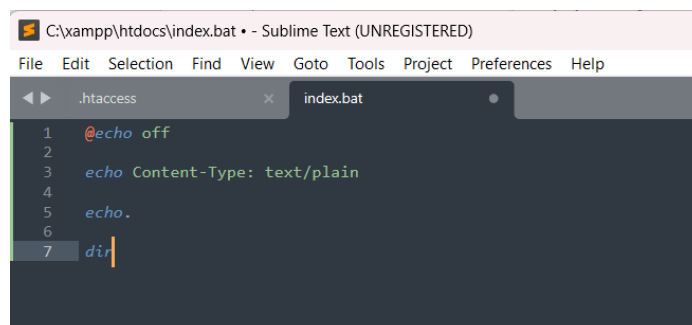 C:\xampp\htdocs\index.bat • - Sublime Text (UNREGISTERED)
File Edit Selection Find View Goto Tools Project Preferences Help
.htaccess × index.bat
1 @echo off
2
3 echo Content-Type: text/plain
4
5 echo.
6
7 dir